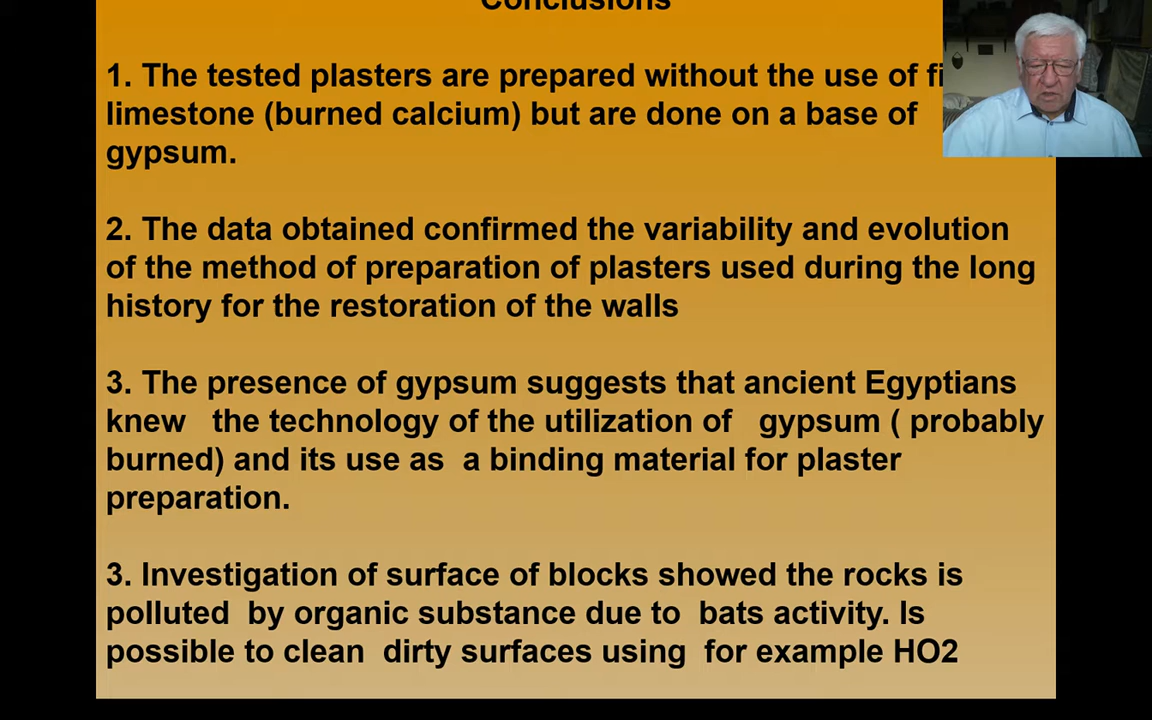 Conclusions
1. The tested plasters are prepared without the use of
limestone (burned calcium) but are done on a base of
gypsum.
2. The data obtained confirmed the variability and evolution
of the method of preparation of plasters used during the long
history for the restoration of the walls
3. The presence of gypsum suggests that ancient Egyptians
knew the technology of the utilization of gypsum ( probably
burned) and its use as a binding material for plaster
preparation.
3. Investigation of surface of blocks showed the rocks is
polluted by organic substance due to bats activity. Is
possible to clean dirty surfaces using for example HO2